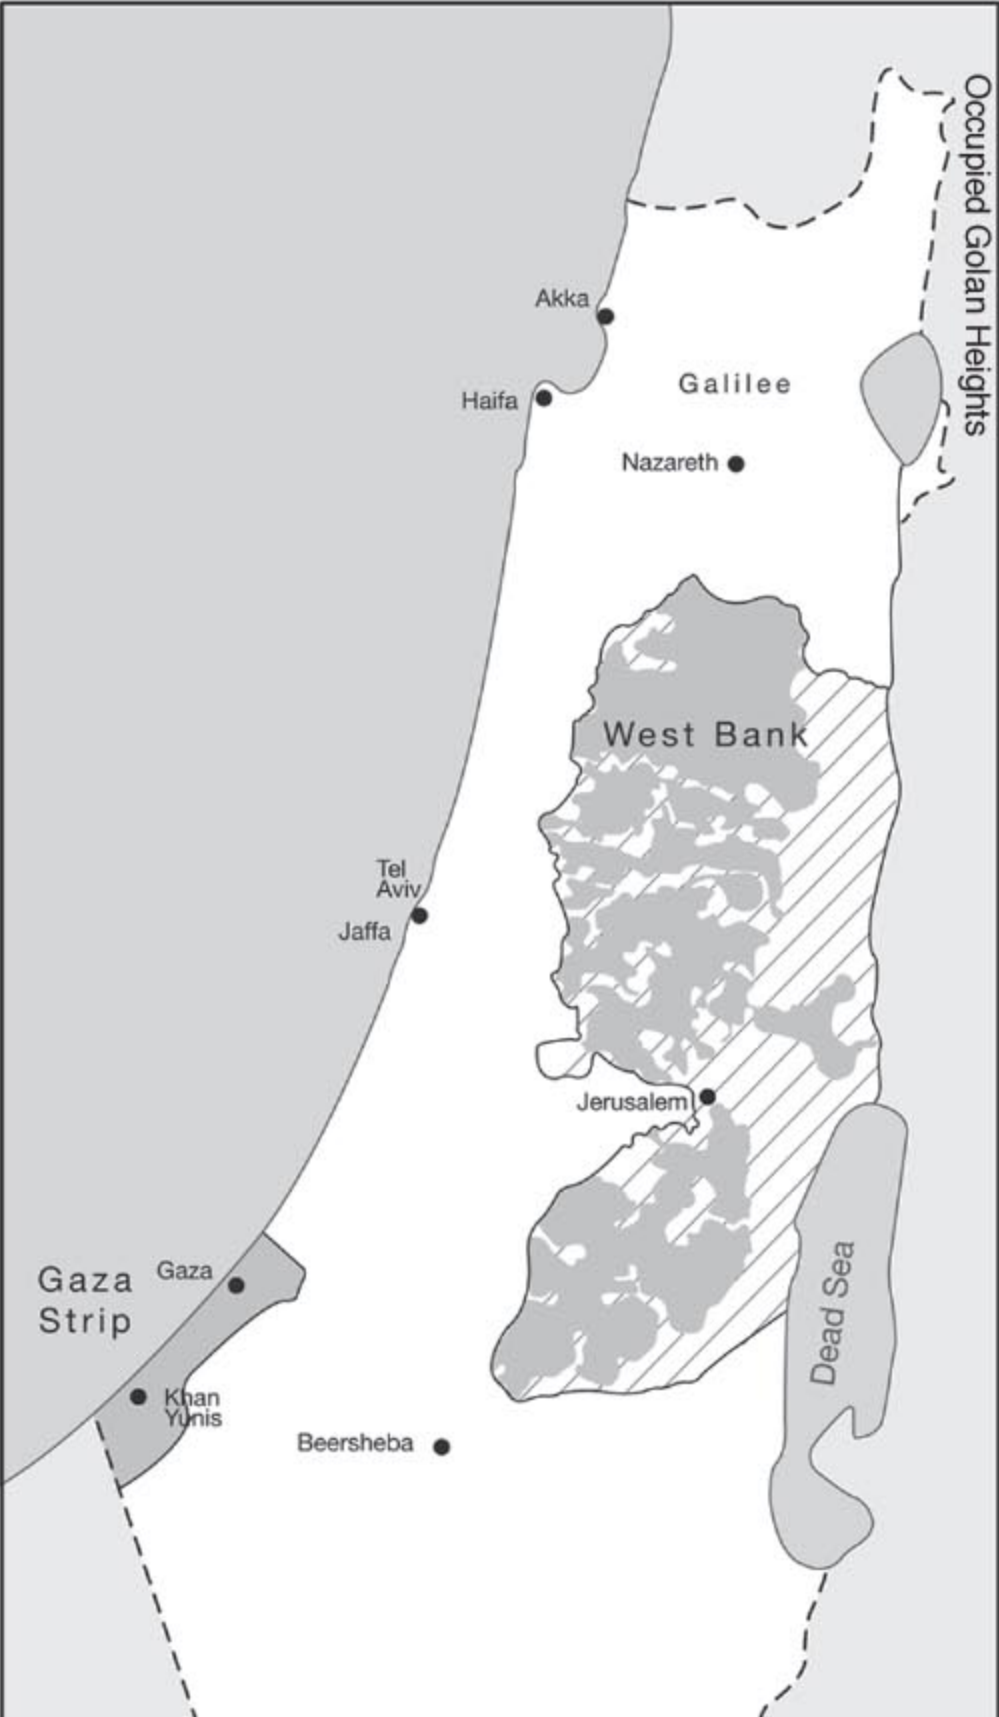 Occupied Golan Heights
Akka
Galilee
Haifa
Nazareth
West Bank
Tel
Aviv
Jaffa
Jerusalem
Gaza
Strip
Gaza
Dead Sea
Khan
Yunis
Beersheba